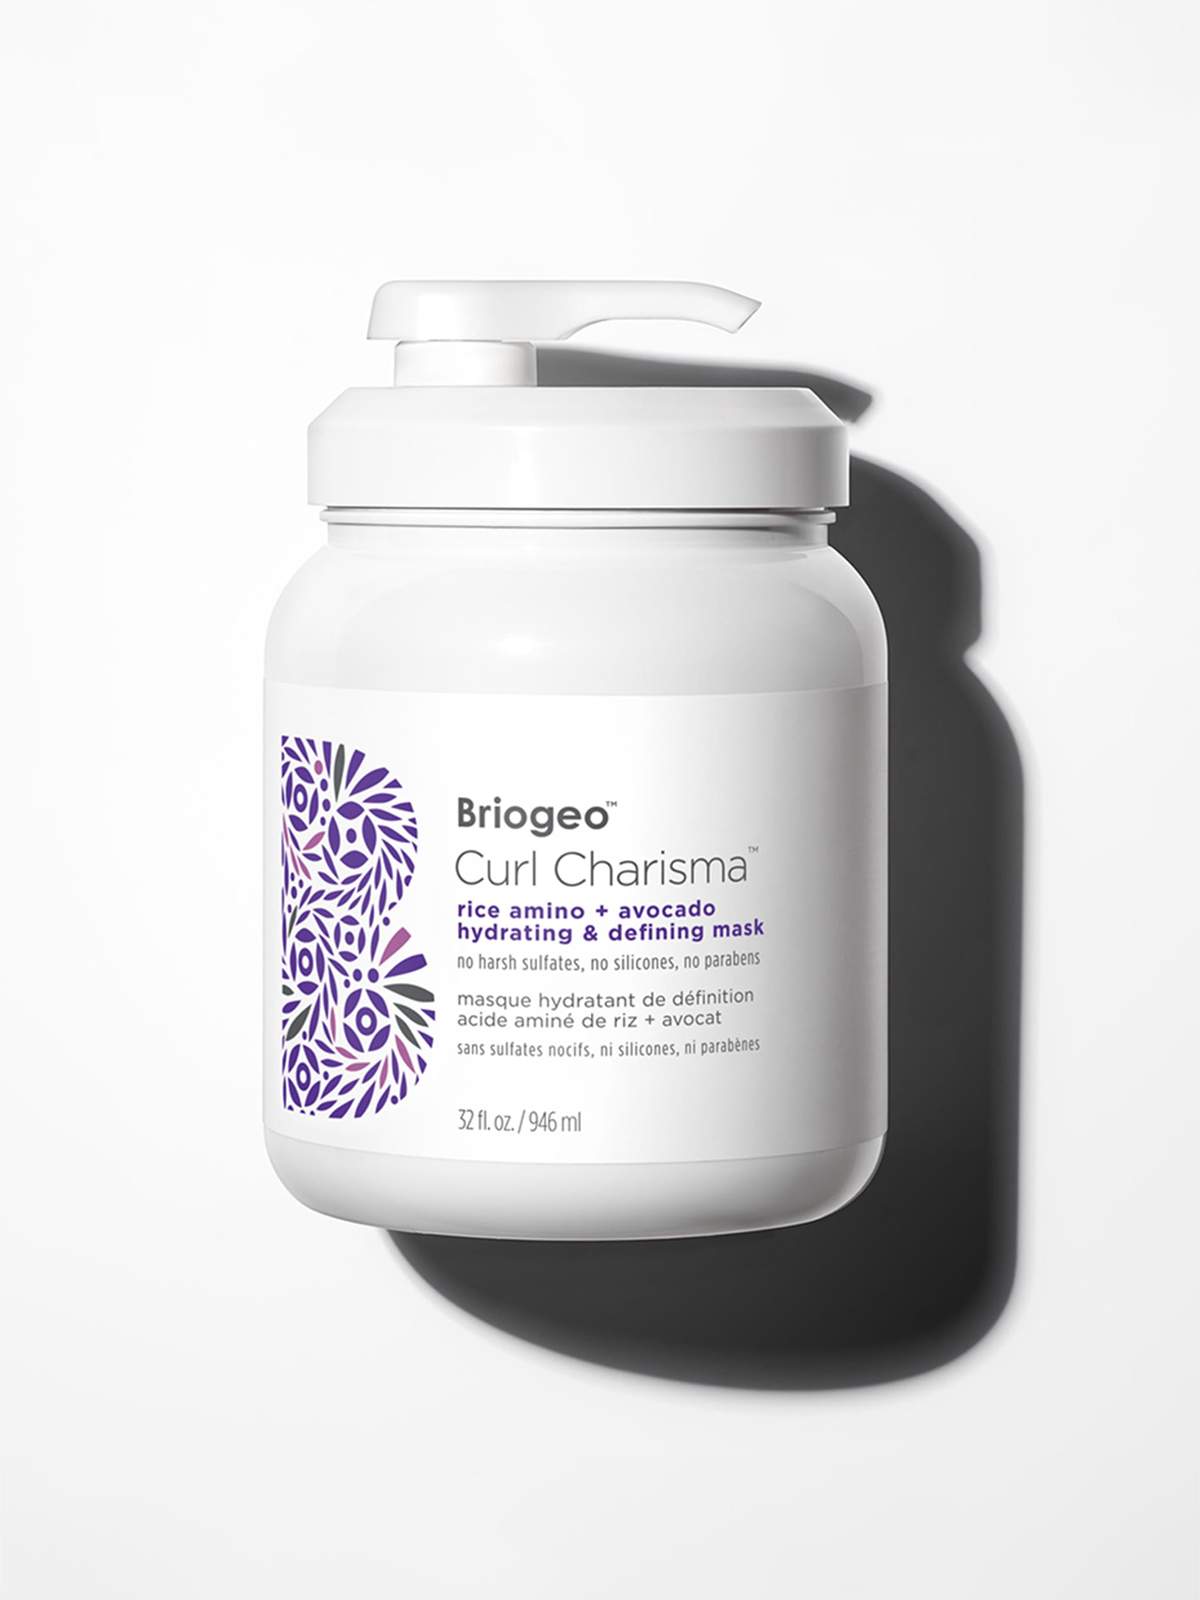 Briogeo™
Curl Charisma™
rice amino + avocado
hydrating & defining mask
no harsh sulfates, no silicones, no parabens
masque hydratant de définition
acide aminé de riz + avocat
sans sulfates nocifs, ni silicones, ni parabènes
32 fl. oz. / 946 ml